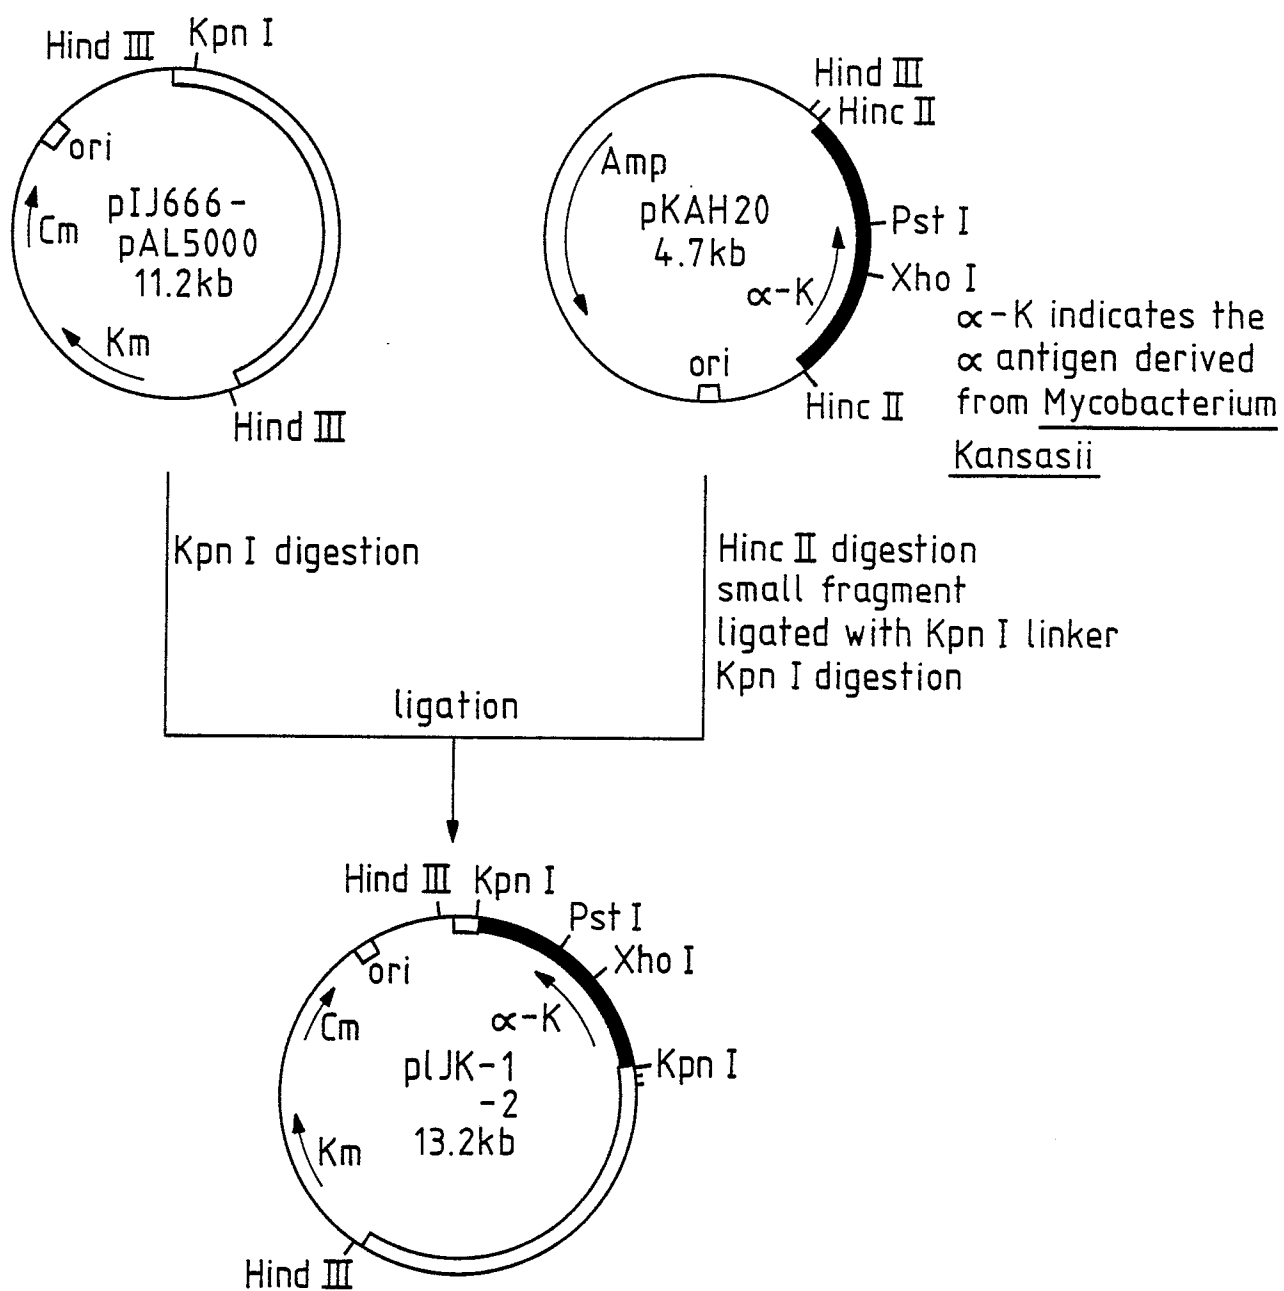 Hind III Kpn I
ori
Cm
pIJ666-
pAL5000
11.2kb
Km
Hind III
Hind III
Hinc II
Amp
pKAH20
4.7kb
Pst I
∝-K
Xho I
ori
Hinc II
∝-K indicates the
∝ antigen derived
from Mycobacterium
Kansasii
Kpn I digestion
Hinc II digestion
small fragment
ligated with Kpn I linker
Kpn I digestion
ligation
Hind III Kpn I
Pst I
Xho I
ori
Cm
∝-K
Kpn I
plJK-1
-2
13.2kb
Km
Hind III